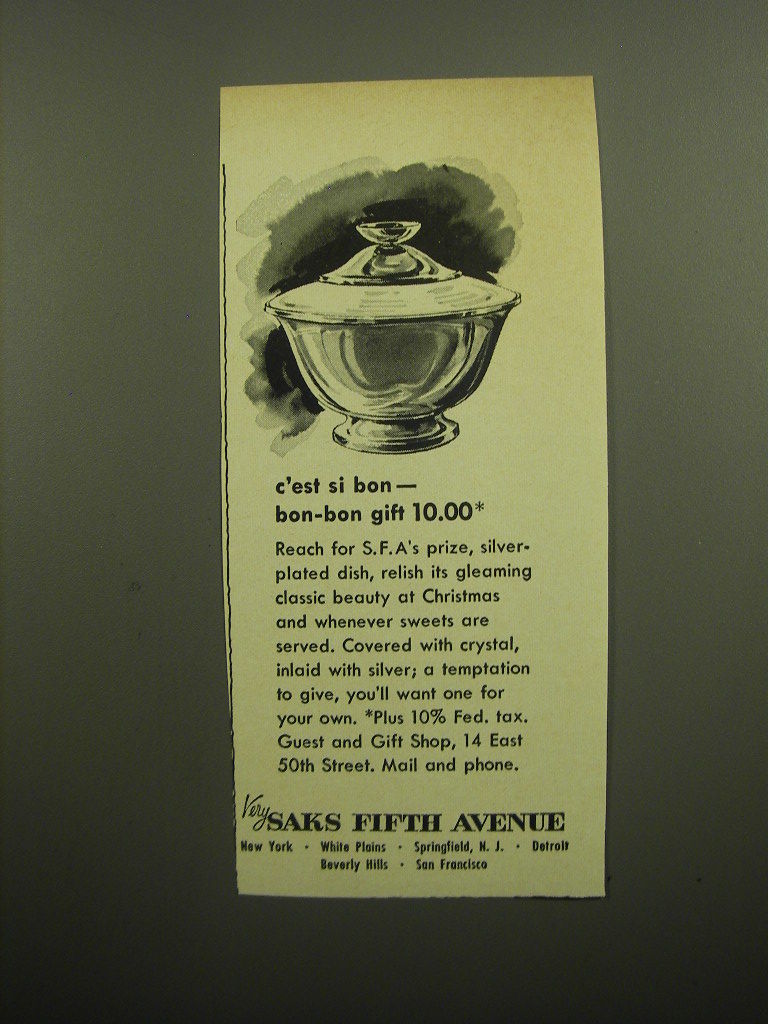 c'est si bon—
bon-bon gift 10.00*
Reach for S.F.A's prize, silver-
plated dish, relish its gleaming
classic beauty at Christmas
and whenever sweets are
served. Covered with crystal,
inlaid with silver; a temptation
to give, you'll want one for
your own. *Plus 10% Fed. tax.
Guest and Gift Shop, 14 East
50th Street. Mail and phone.
Very SAKS FIFTH AVENUE
New York • White Plains • Springfield, N. J. • Detroit
Beverly Hills • San Francisco